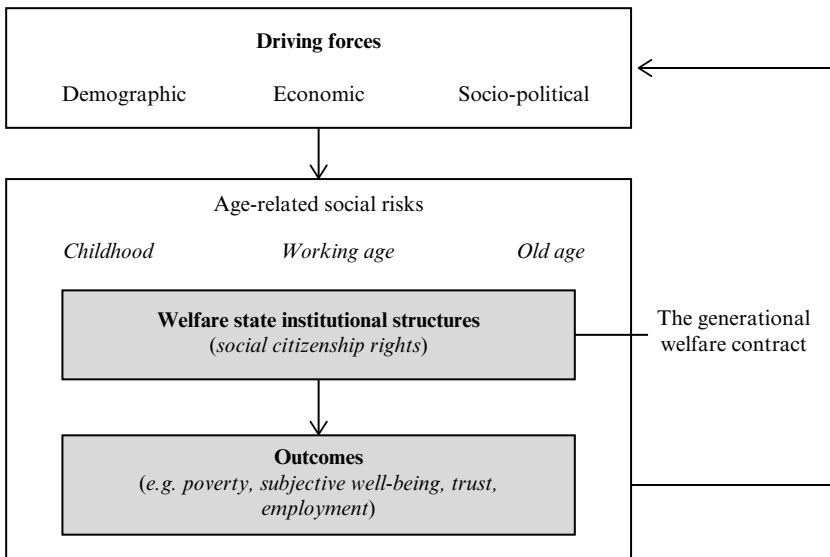 Driving forces
Demographic Economic Socio-political
Age-related social risks
Childhood Working age Old age
Welfare state institutional structures
(social citizenship rights)
The generational
welfare contract
Outcomes
(e.g. poverty, subjective well-being, trust,
employment)